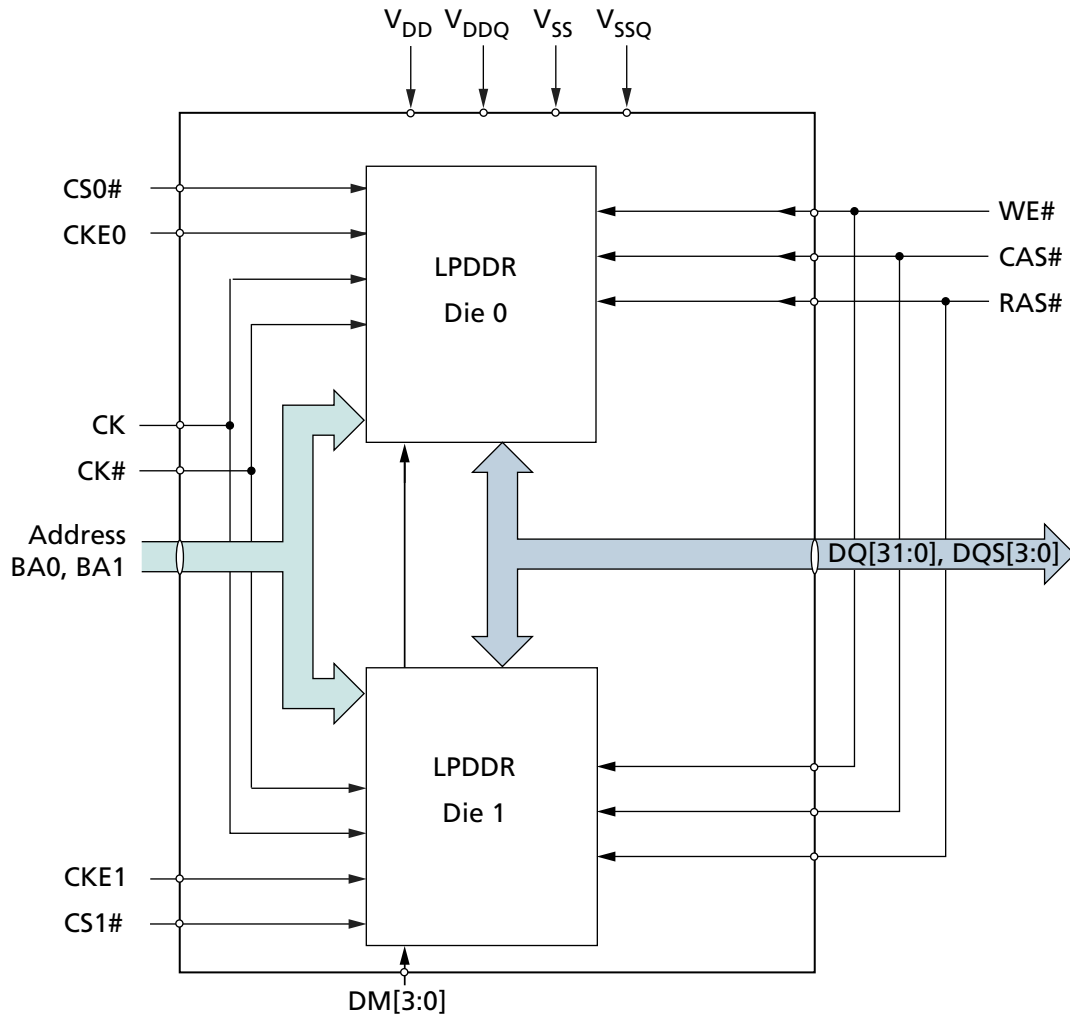 VDD VDDQ VSS VSSQ
CS0#
CKE0
WE#
CAS#
RAS#
LPDDR
Die 0
CK
CK#
Address
BA0, BA1
DQ[31:0], DQS[3:0]
LPDDR
Die 1
CKE1
CS1#
DM[3:0]